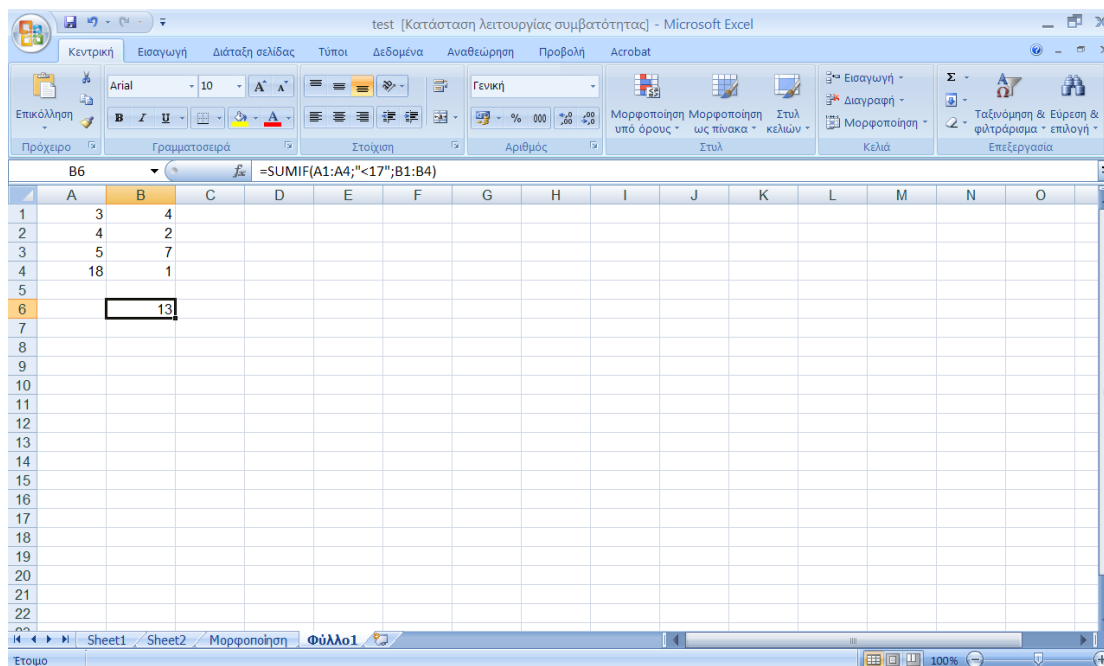 test [Κατάσταση λειτουργίας συμβατότητας] - Microsoft Excel
Κεντρική Εισαγωγή Διάταξη σελίδας Τύποι Δεδομένα Αναθεώρηση Προβολή Acrobat
Επικόλληση
Πρόχειρο
Arial 10
B I U
Γραμματοσειρά
Στοίχιση
Γενική
% 000
Αριθμός
Μορφοποίηση υπό όρους
Μορφοποίηση ως πίνακα
Στυλ κελιών
Στυλ
Εισαγωγή
Διαγραφή
Μορφοποίηση
Κελιά
Σ
Ταξινόμηση & φιλτράρισμα
Εύρεση & επιλογή
Επεξεργασία
B6 fx =SUMIF(A1:A4;"<17";B1:B4)
A B C D E F G H I J K L M N O
1 3 4
2 4 2
3 5 7
4 18 1
5
6 13
7
8
9
10
11
12
13
14
15
16
17
18
19
20
21
22
Sheet1 Sheet2 Μορφοποίηση Φύλλο1
Έτοιμο 100%